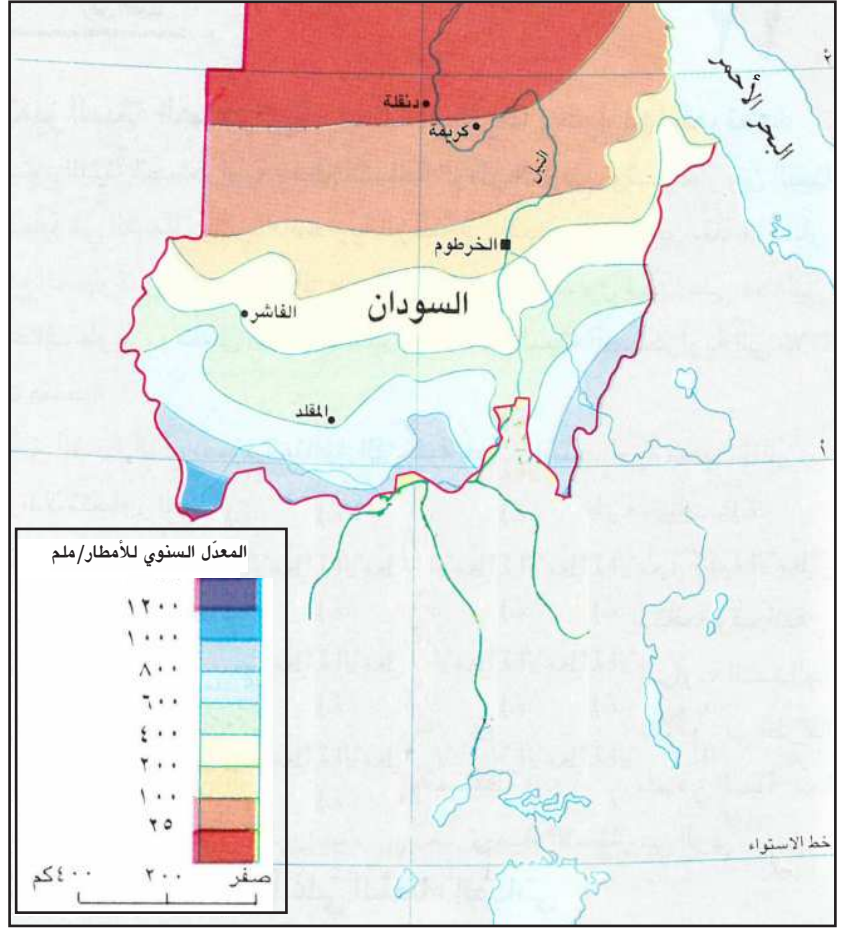 البحر الأحمر
دنقلة
كريمة
النيل
الخرطوم
السودان
الفاشر
المقلد
خط الاستواء
المعدّل السنوي للأمطار/ملم
١٢٠٠
١٠٠٠
٨٠٠
٦٠٠
٤٠٠
٢٠٠
١٠٠
٢٥
صفر ٢٠٠ ٤٠٠كم